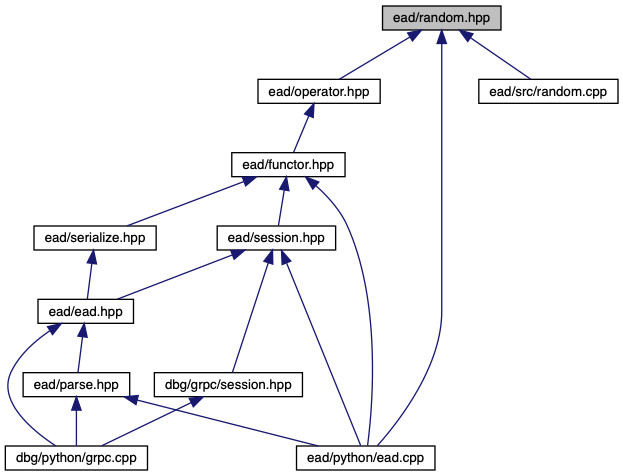 ead/random.hpp
ead/operator.hpp
ead/src/random.cpp
ead/functor.hpp
ead/serialize.hpp
ead/session.hpp
ead/ead.hpp
ead/parse.hpp
dbg/grpc/session.hpp
dbg/python/grpc.cpp
ead/python/ead.cpp